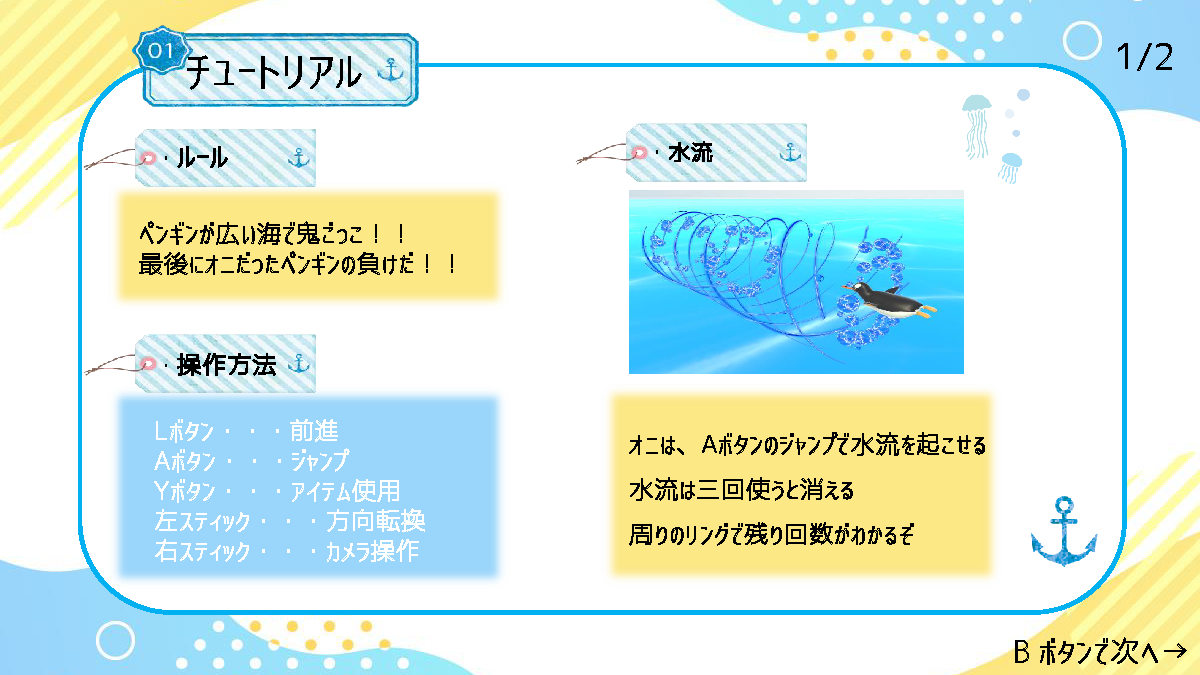 01
チュートリアル
1/2
・ルール
ペンギンが広い海で鬼ごっこ！！
最後にオニだったペンギンの負けだ！！
・操作方法
Lボタン・・・前進
Aボタン・・・ジャンプ
Yボタン・・・アイテム使用
左スティック・・・方向転換
右スティック・・・カメラ操作
・水流
オニは、Aボタンのジャンプで水流を起こせる
水流は三回使うと消える
周りのリングで残り回数がわかるぞ
B ボタンで次へ→